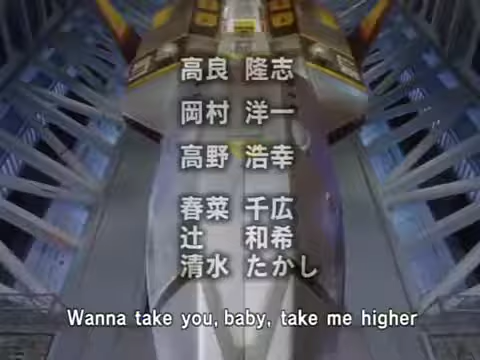 高良 隆志
岡村 洋一
高野 浩幸
春菜 千広
辻 和希
清水 たかし
Wanna take you, baby, take me higher